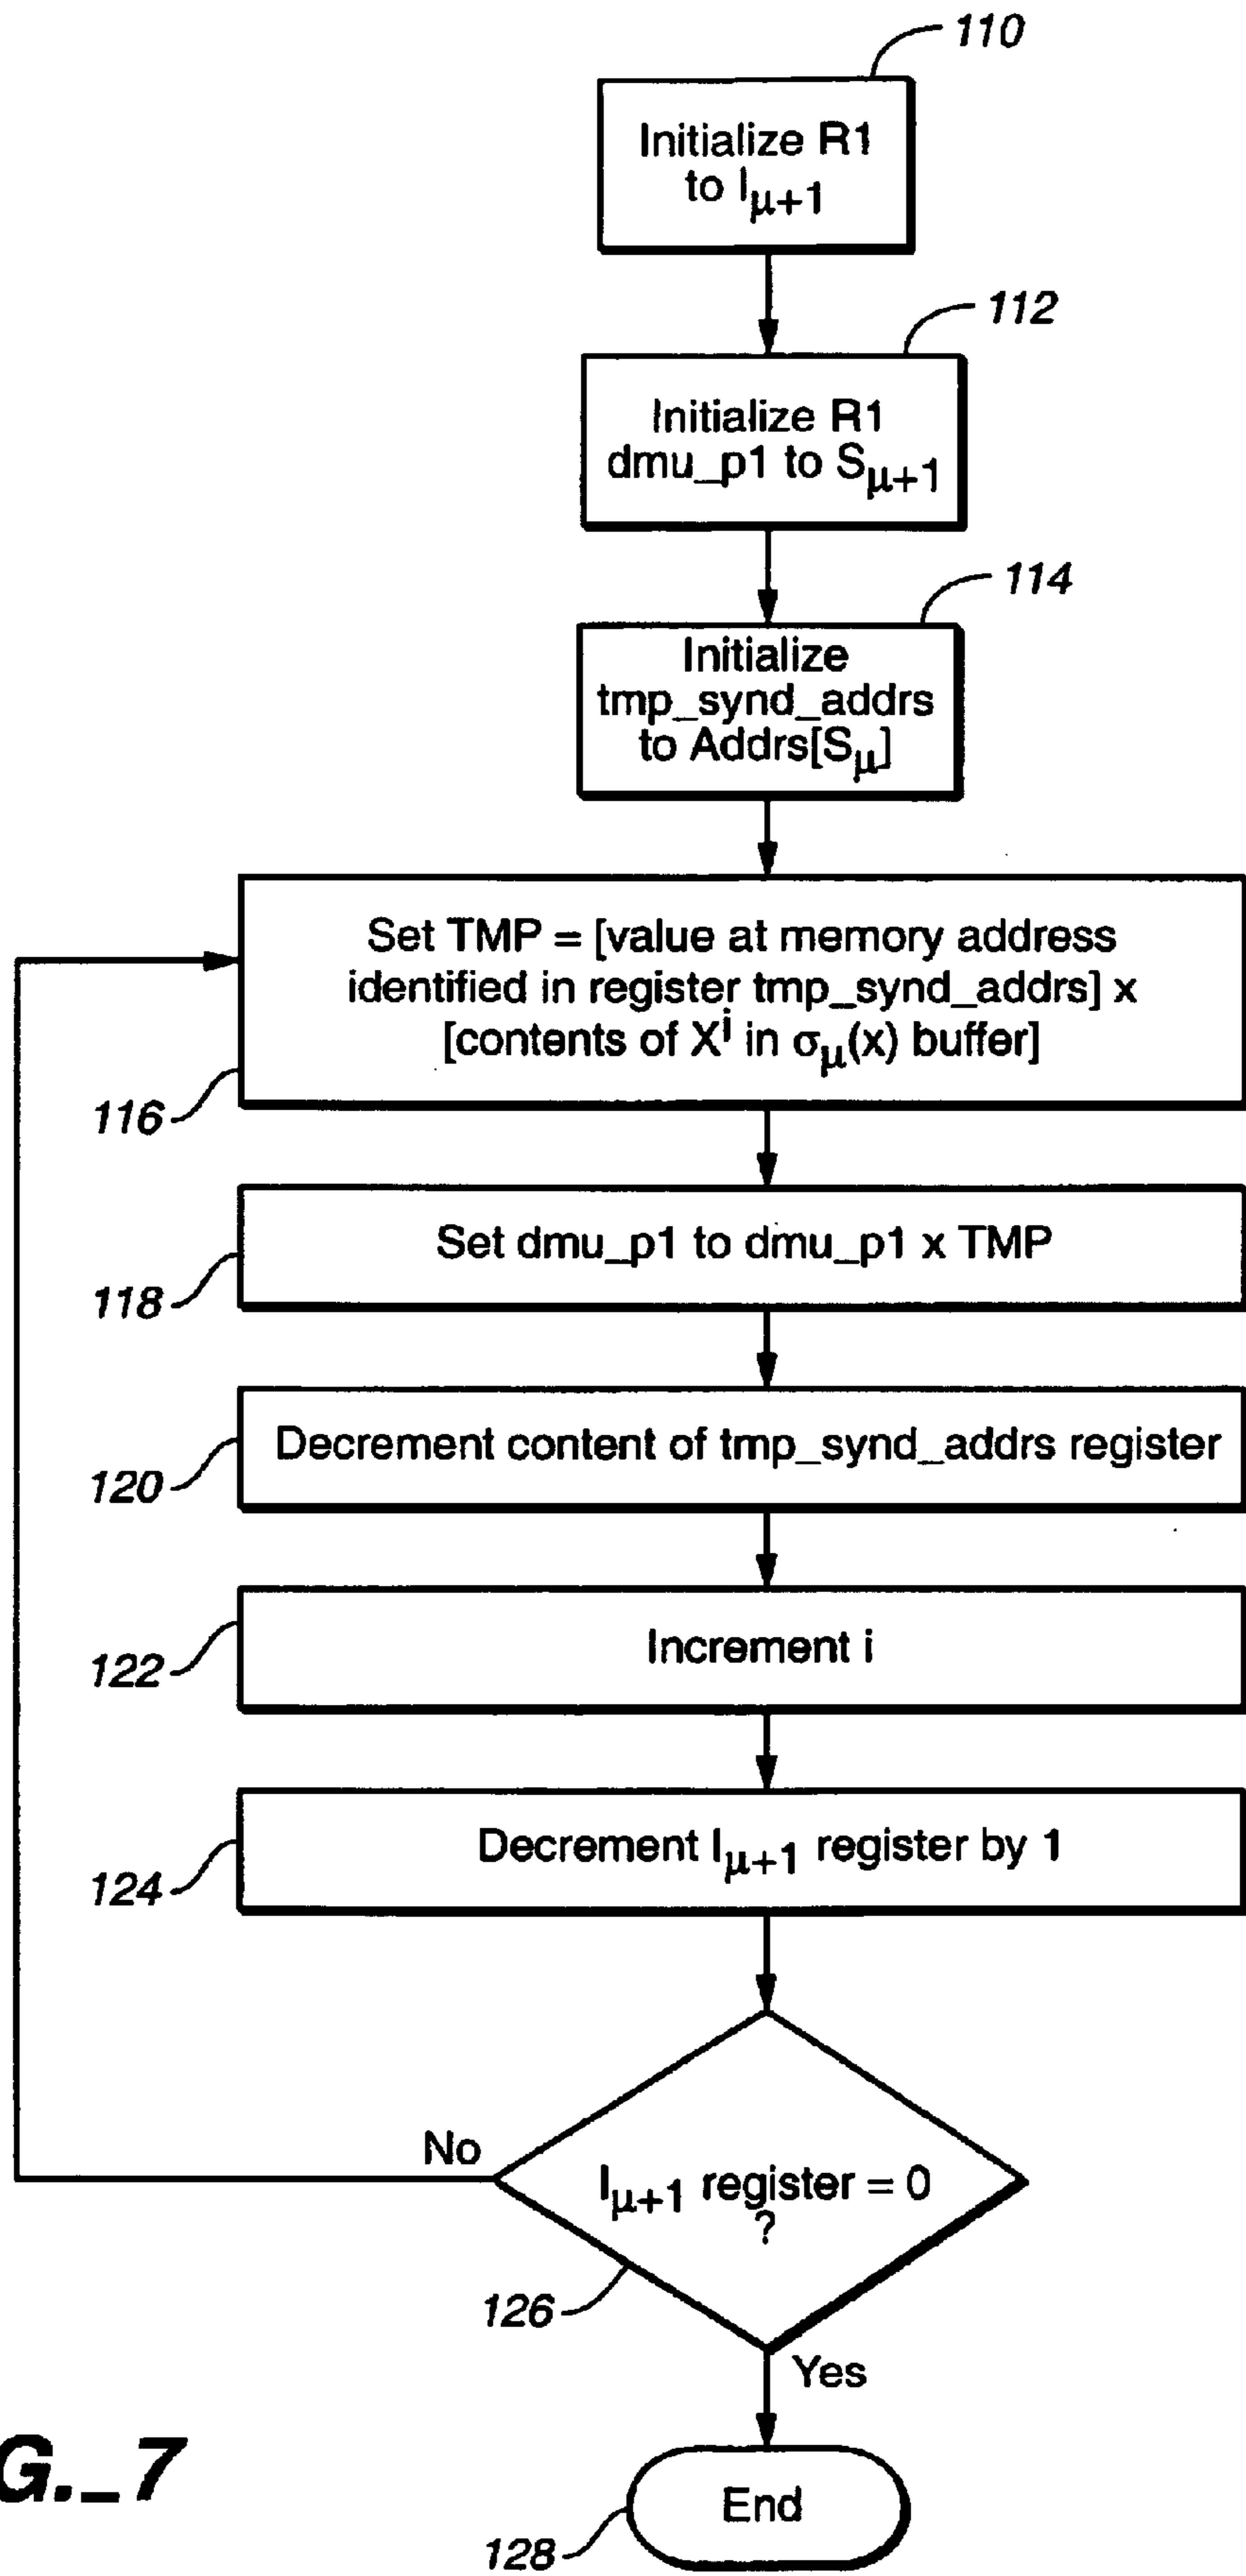 110
Initialize R1
to lμ+1
112
Initialize R1
dmu_p1 to Sμ+1
114
Initialize
tmp_synd_addrs
to Addrs[Sμ]
Set TMP = [value at memory address
identified in register tmp_synd_addrs] x
[contents of Xⁱ in σμ(x) buffer]
116
Set dmu_p1 to dmu_p1 x TMP
118
Decrement content of tmp_synd_addrs register
120
Increment i
122
Decrement lμ+1 register by 1
124
No
lμ+1 register = 0
?
126
Yes
G._7
End
128